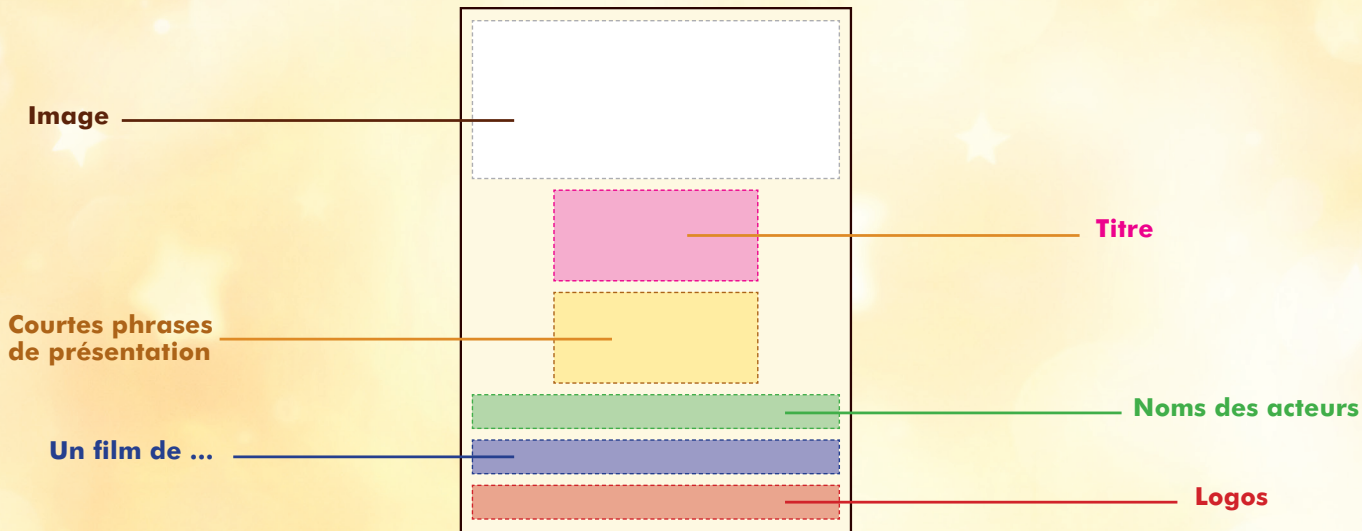 Image
Titre
Courtes phrases
de présentation
Noms des acteurs
Un film de ...
Logos